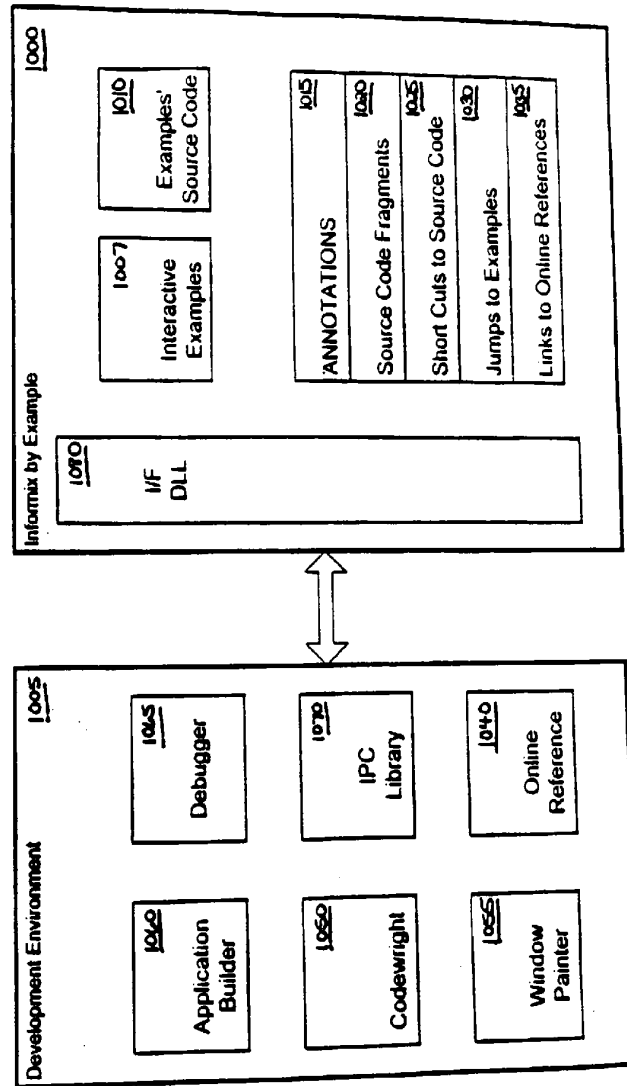 Development Environment
1005
1060
Application
Builder
1065
Debugger
1050
Codewright
1070
IPC
Library
1055
Window
Painter
1040
Online
Reference
Informix by Example
1000
1080
I/F
DLL
1007
Interactive
Examples
1010
Examples'
Source Code
ANNOTATIONS
1015
Source Code Fragments
1020
Short Cuts to Source Code
1025
Jumps to Examples
1030
Links to Online References
1035